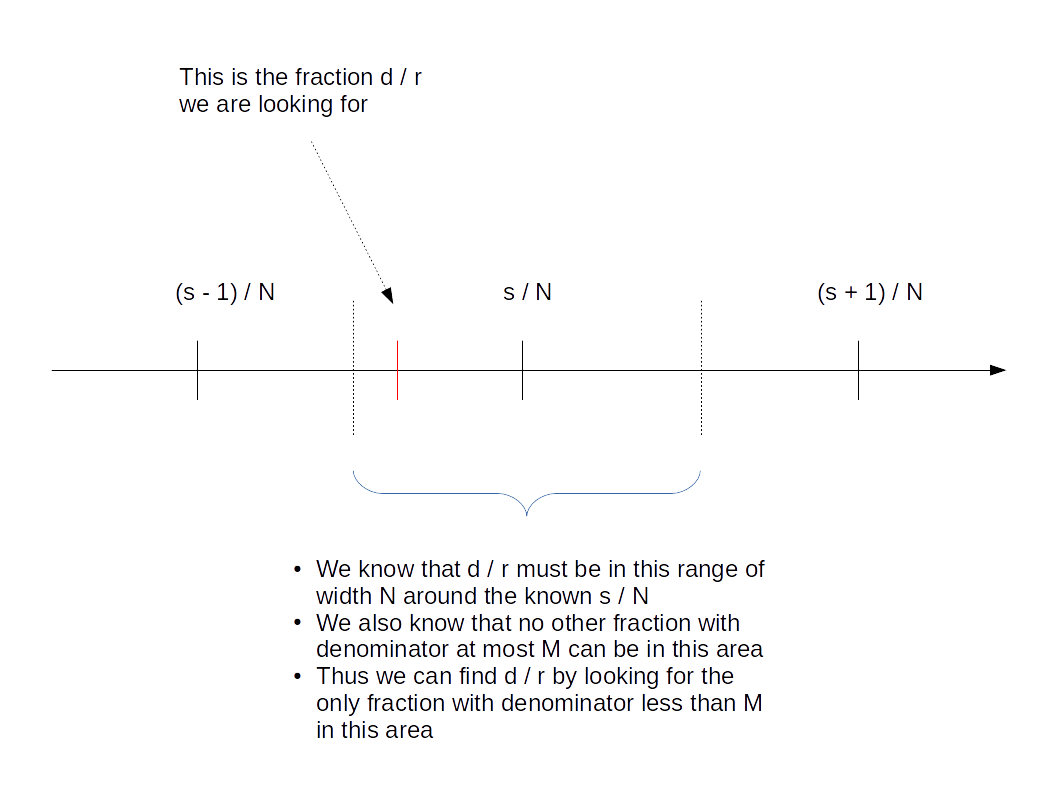 This is the fraction d / r
we are looking for
(s - 1) / N
s / N
(s + 1) / N
• We know that d / r must be in this range of
width N around the known s / N
• We also know that no other fraction with
denominator at most M can be in this area
• Thus we can find d / r by looking for the
only fraction with denominator less than M
in this area